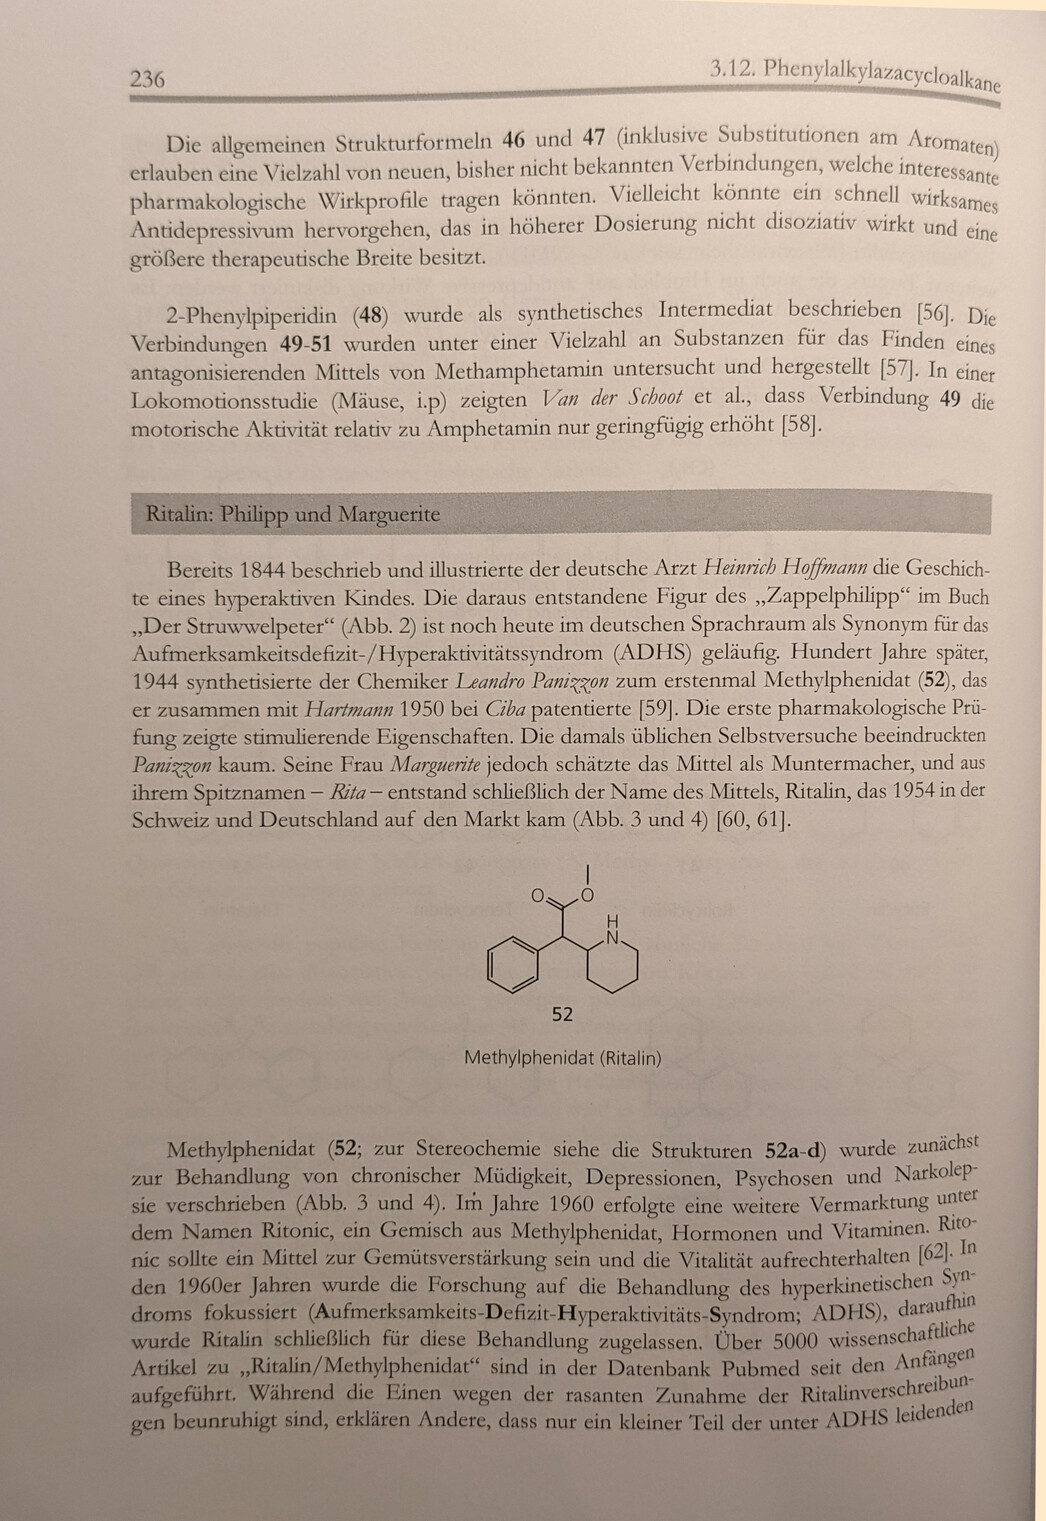 236
3.12. Phenylalkylazacycloalkane
Die allgemeinen Strukturformeln 46 und 47 (inklusive Substitutionen am Aromaten)
erlauben eine Vielzahl von neuen, bisher nicht bekannten Verbindungen, welche interessante
pharmakologische Wirkprofile tragen könnten. Vielleicht könnte ein schnell wirksames
Antidepressivum hervorgehen, das in höherer Dosierung nicht disoziativ wirkt und eine
größere therapeutische Breite besitzt.
2-Phenylpiperidin (48) wurde als synthetisches Intermediat beschrieben [56]. Die
Verbindungen 49-51 wurden unter einer Vielzahl an Substanzen für das Finden eines
antagonisierenden Mittels von Methamphetamin untersucht und hergestellt [57]. In einer
Lokomotionsstudie (Mäuse, i.p) zeigten Van der Schoot et al., dass Verbindung 49 die
motorische Aktivität relativ zu Amphetamin nur geringfügig erhöht [58].
Ritalin: Philipp und Marguerite
Bereits 1844 beschrieb und illustrierte der deutsche Arzt Heinrich Hoffmann die Geschich-
te eines hyperaktiven Kindes. Die daraus entstandene Figur des „Zappelphilipp“ im Buch
„Der Struwwelpeter“ (Abb. 2) ist noch heute im deutschen Sprachraum als Synonym für das
Aufmerksamkeitsdefizit-/Hyperaktivitätssyndrom (ADHS) geläufig. Hundert Jahre später,
1944 synthetisierte der Chemiker Leandro Panizzon zum erstenmal Methylphenidat (52), das
er zusammen mit Hartmann 1950 bei Ciba patentierte [59]. Die erste pharmakologische Prü-
fung zeigte stimulierende Eigenschaften. Die damals üblichen Selbstversuche beeindruckten
Panizzon kaum. Seine Frau Marguerite jedoch schätzte das Mittel als Muntermacher, und aus
ihrem Spitznamen – Rita – entstand schließlich der Name des Mittels, Ritalin, das 1954 in der
Schweiz und Deutschland auf den Markt kam (Abb. 3 und 4) [60, 61].
O
O
H
N
52
Methylphenidat (Ritalin)
Methylphenidat (52; zur Stereochemie siehe die Strukturen 52a-d) wurde zunächst
zur Behandlung von chronischer Müdigkeit, Depressionen, Psychosen und Narkolep-
sie verschrieben (Abb. 3 und 4). Im Jahre 1960 erfolgte eine weitere Vermarktung unter
dem Namen Ritonic, ein Gemisch aus Methylphenidat, Hormonen und Vitaminen. Rito-
nic sollte ein Mittel zur Gemütsverstärkung sein und die Vitalität aufrechterhalten [62]. In
den 1960er Jahren wurde die Forschung auf die Behandlung des hyperkinetischen Syn-
droms fokussiert (Aufmerksamkeits-Defizit-Hyperaktivitäts-Syndrom; ADHS), daraufhin
wurde Ritalin schließlich für diese Behandlung zugelassen. Über 5000 wissenschaftliche
Artikel zu „Ritalin/Methylphenidat“ sind in der Datenbank Pubmed seit den Anfängen
aufgeführt. Während die Einen wegen der rasanten Zunahme der Ritalinverschreibun-
gen beunruhigt sind, erklären Andere, dass nur ein kleiner Teil der unter ADHS leidenden